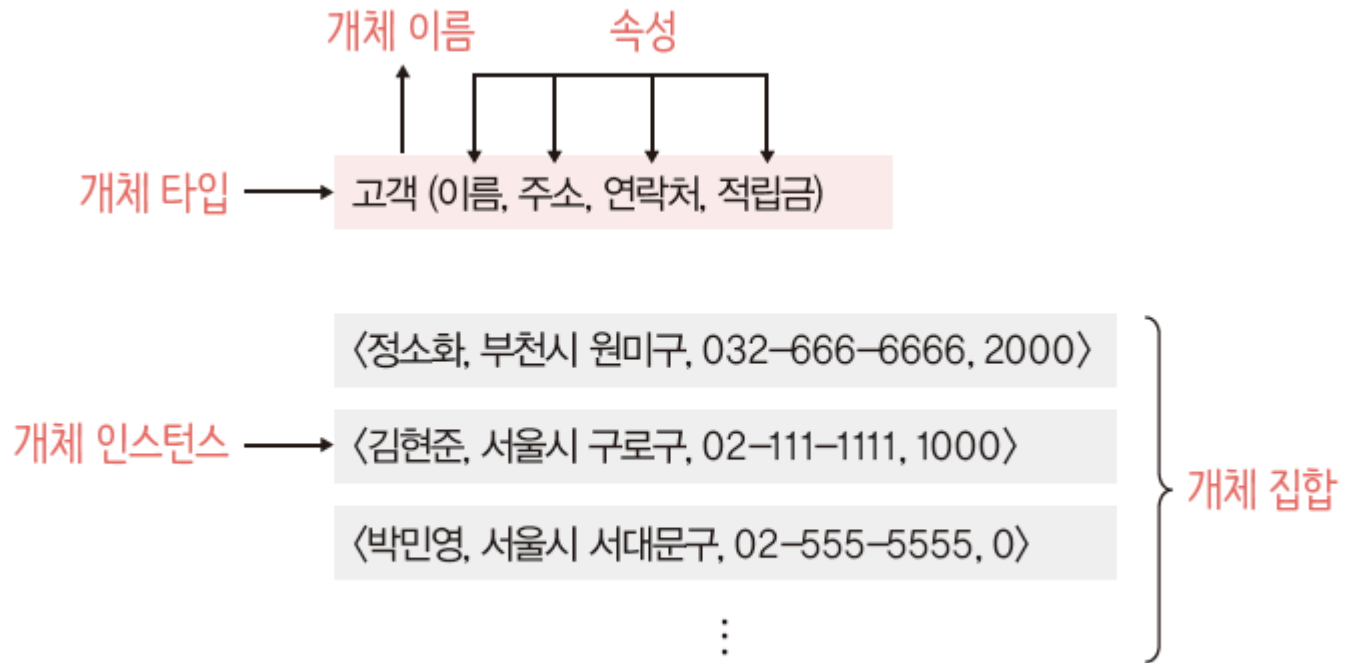 개체 이름 속성
개체 타입 고객 (이름, 주소, 연락처, 적립금)
〈정소화, 부천시 원미구, 032-666-6666, 2000〉
개체 인스턴스 〈김현준, 서울시 구로구, 02-111-1111, 1000〉
개체 집합
〈박민영, 서울시 서대문구, 02-555-5555, 0〉
⋮